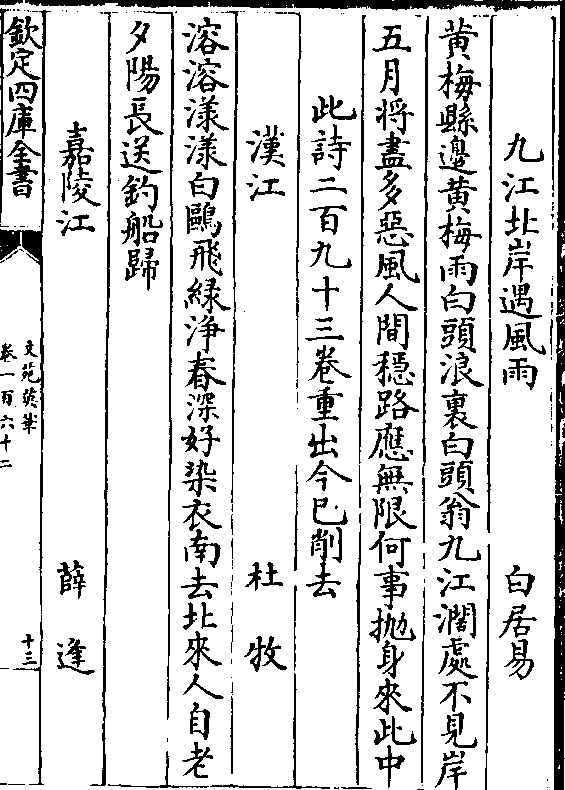 九江北岸遇風雨 白居易
黄梅縣邊黄梅雨白頭浪裏白頭翁九江濶處不見岸
五月將盡多惡風人間穩路應無限何事抛身來此中
此詩二百九十三卷重出今已削去
漢江 杜牧
溶溶漾漾白鷗飛緑浄春深好染衣南去北來人自老
夕陽長送釣船歸
嘉陵江 薛逢
欽定四庫全書
文苑英華
卷一百六十二
十三